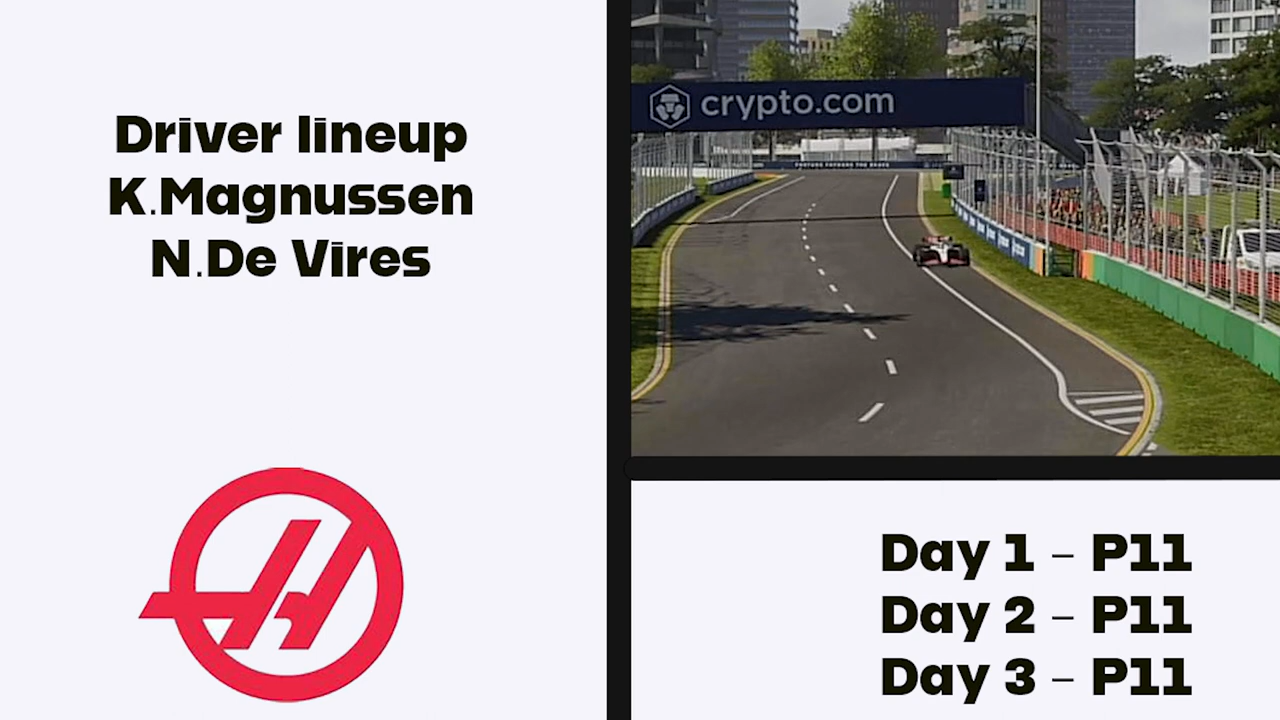 Driver lineup
K.Magnussen
N.De Vires
crypto.com
Day 1 – P11
Day 2 – P11
Day 3 – P11